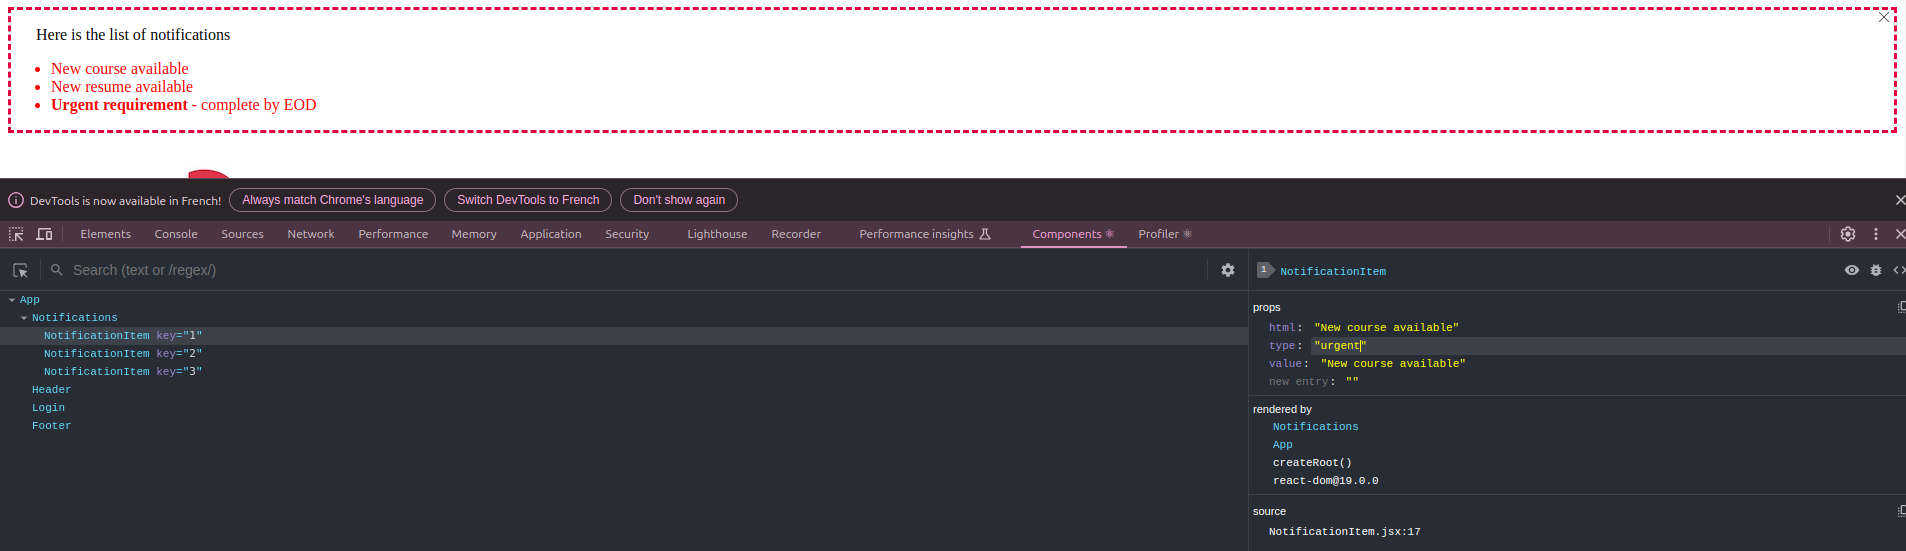 Here is the list of notifications
New course available
New resume available
Urgent requirement - complete by EOD
DevTools is now available in French! Always match Chrome's language Switch DevTools to French Don't show again
Elements Console Sources Network Performance Memory Application Security Lighthouse Recorder Performance insights Components Profiler
Search (text or /regex/)
1 NotificationItem
App
Notifications
NotificationItem key="1"
NotificationItem key="2"
NotificationItem key="3"
Header
Login
Footer
props
html: "New course available"
type: "urgent"
value: "New course available"
new entry: ""
rendered by
Notifications
App
createRoot()
react-dom@19.0.0
source
NotificationItem.jsx:17